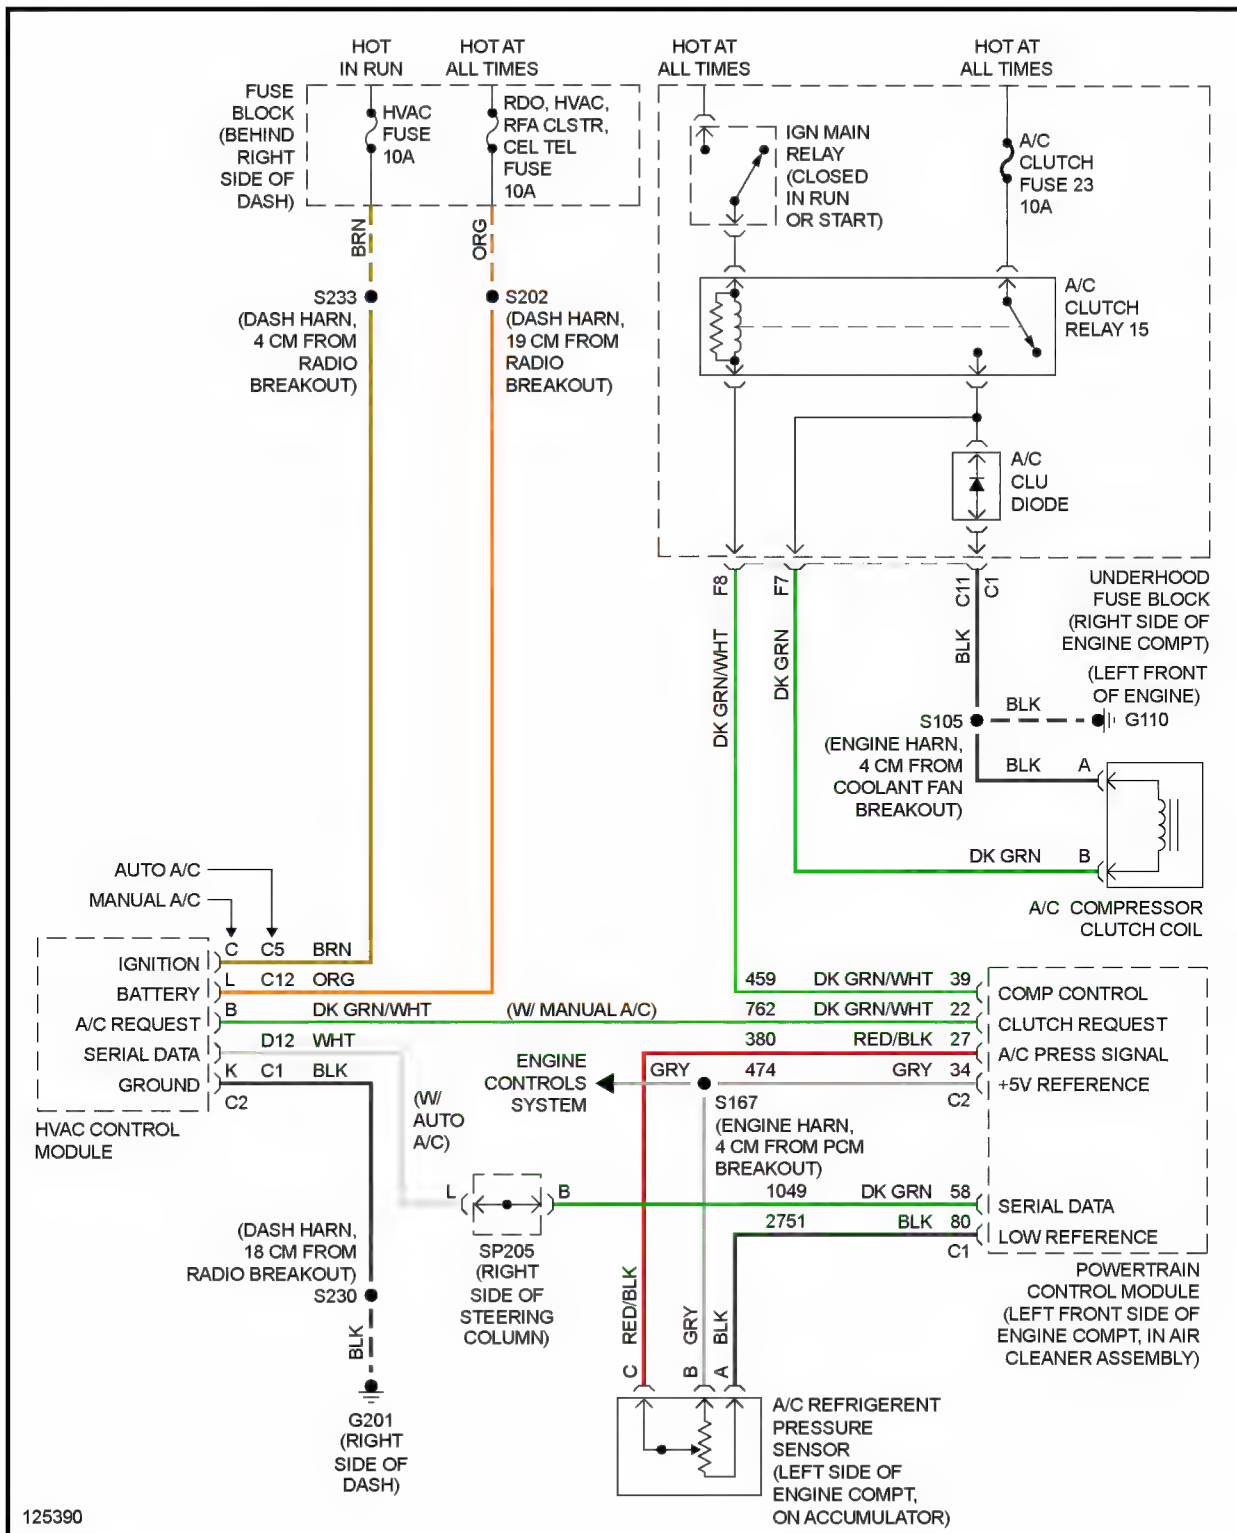 HOT
IN RUN
HOT AT
ALL TIMES
HOT AT
ALL TIMES
HOT AT
ALL TIMES
FUSE
BLOCK
(BEHIND
RIGHT
SIDE OF
DASH)
HVAC
FUSE
10A
RDO, HVAC,
RFA CLSTR,
CEL TEL
FUSE
10A
IGN MAIN
RELAY
(CLOSED
IN RUN
OR START)
A/C
CLUTCH
FUSE 23
10A
BRN
ORG
S233
(DASH HARN,
4 CM FROM
RADIO
BREAKOUT)
S202
(DASH HARN,
19 CM FROM
RADIO
BREAKOUT)
A/C
CLUTCH
RELAY 15
A/C
CLU
DIODE
F8
F7
C11
C1
UNDERHOOD
FUSE BLOCK
(RIGHT SIDE OF
ENGINE COMPT)
DK GRN/WHT
DK GRN
BLK
(LEFT FRONT
OF ENGINE)
BLK
G110
S105
(ENGINE HARN,
4 CM FROM
COOLANT FAN
BREAKOUT)
BLK
A
DK GRN
B
A/C COMPRESSOR
CLUTCH COIL
AUTO A/C
MANUAL A/C
C
C5
BRN
IGNITION
L
C12
ORG
BATTERY
B
DK GRN/WHT
(W/ MANUAL A/C)
A/C REQUEST
D12
WHT
SERIAL DATA
K
C1
BLK
GROUND
C2
HVAC CONTROL
MODULE
(W/
AUTO
A/C)
ENGINE
CONTROLS
SYSTEM
459
DK GRN/WHT
39
COMP CONTROL
762
DK GRN/WHT
22
CLUTCH REQUEST
380
RED/BLK
27
A/C PRESS SIGNAL
GRY
474
GRY
34
+5V REFERENCE
C2
S167
(ENGINE HARN,
4 CM FROM PCM
BREAKOUT)
L
B
1049
DK GRN
58
SERIAL DATA
2751
BLK
80
LOW REFERENCE
C1
POWERTRAIN
CONTROL MODULE
(LEFT FRONT SIDE OF
ENGINE COMPT, IN AIR
CLEANER ASSEMBLY)
SP205
(RIGHT
SIDE OF
STEERING
COLUMN)
(DASH HARN,
18 CM FROM
RADIO BREAKOUT)
S230
BLK
G201
(RIGHT
SIDE OF
DASH)
RED/BLK
GRY
BLK
C
B
A
A/C REFRIGERENT
PRESSURE
SENSOR
(LEFT SIDE OF
ENGINE COMPT,
ON ACCUMULATOR)
125390